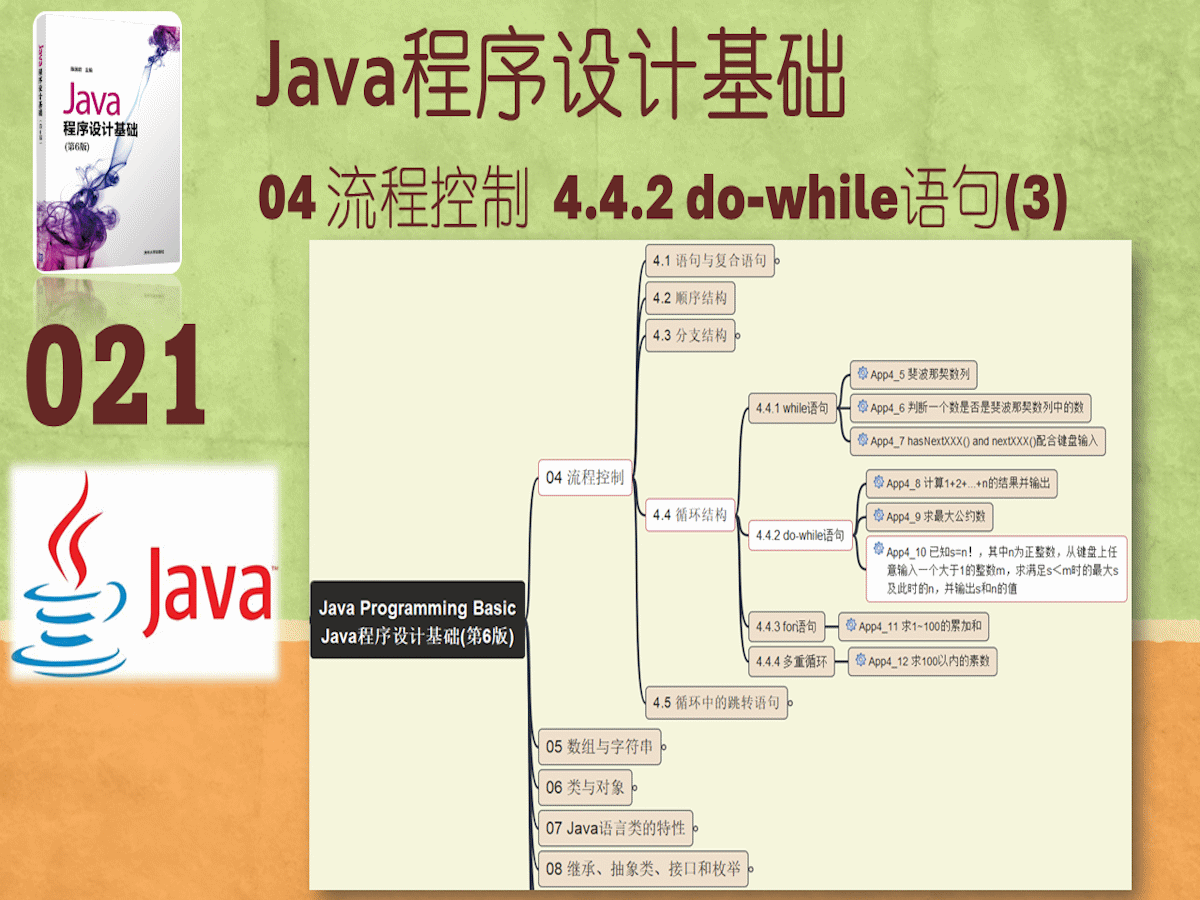 Java程序设计基础
04 流程控制 4.4.2 do-while语句(3)
Java
程序设计基础
(第6版)
021
Java™
Java Programming Basic
Java程序设计基础(第6版)
04 流程控制
4.1 语句与复合语句
4.2 顺序结构
4.3 分支结构
4.4 循环结构
4.4.1 while语句
App4_5 斐波那契数列
App4_6 判断一个数是否是斐波那契数列中的数
App4_7 hasNextXXX() and nextXXX()配合键盘输入
4.4.2 do-while语句
App4_8 计算1+2+...+n的结果并输出
App4_9 求最大公约数
App4_10 已知s=n！，其中n为正整数，从键盘上任
意输入一个大于1的整数m，求满足s＜m时的最大s
及此时的n，并输出s和n的值
4.4.3 for语句
App4_11 求1~100的累加和
4.4.4 多重循环
App4_12 求100以内的素数
4.5 循环中的跳转语句
05 数组与字符串
06 类与对象
07 Java语言类的特性
08 继承、抽象类、接口和枚举